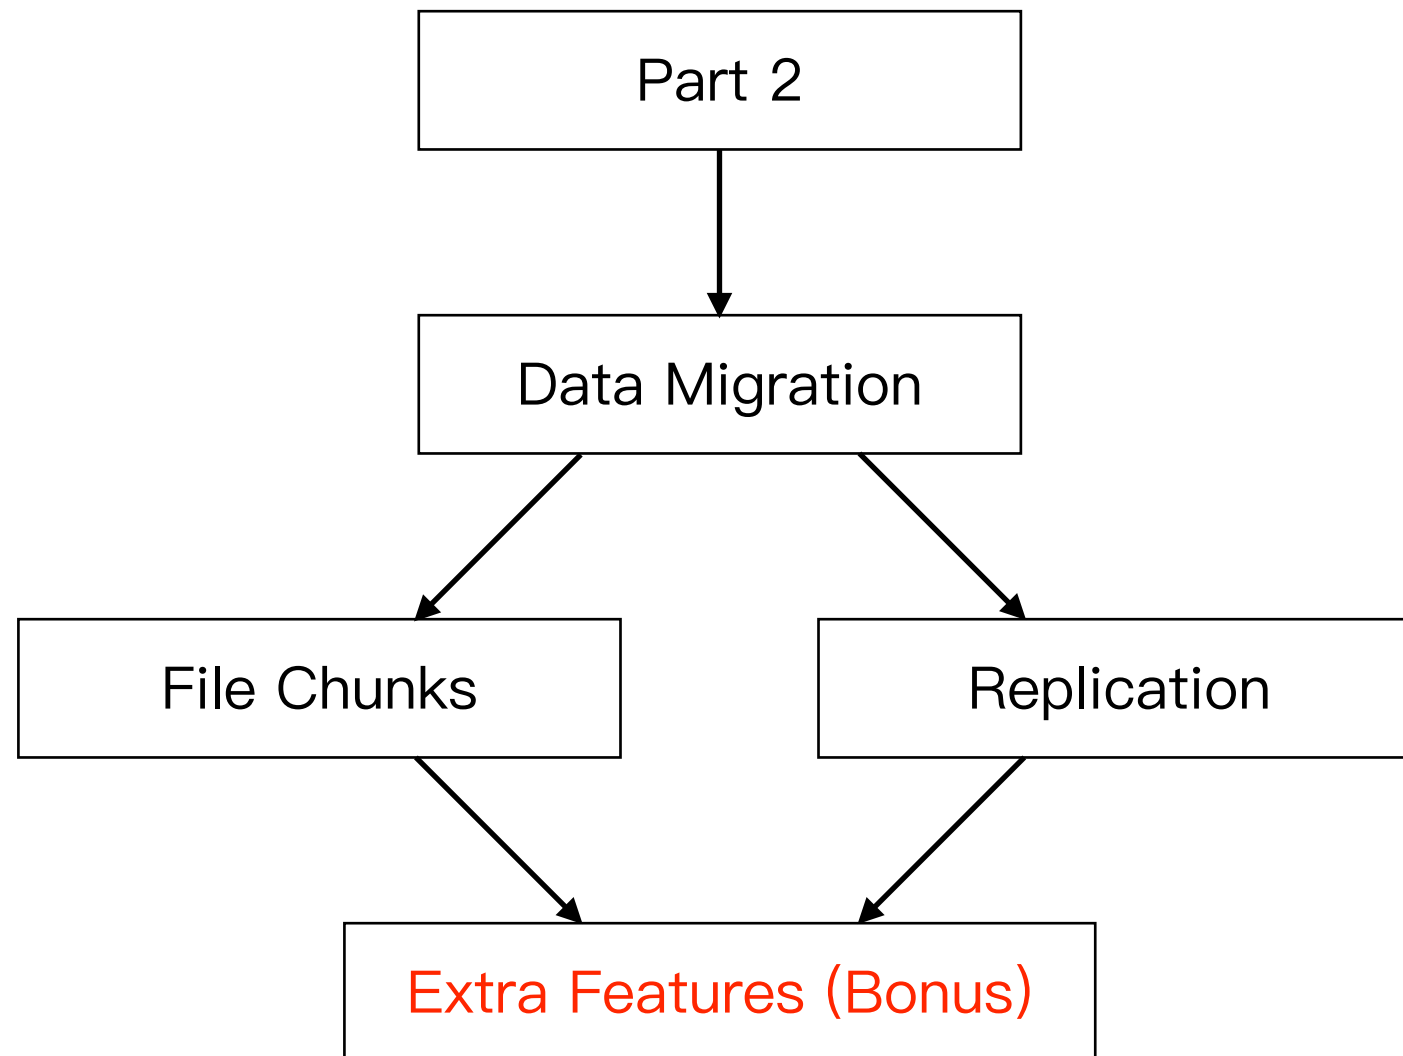 Part 2
Data Migration
File Chunks
Replication
Extra Features (Bonus)